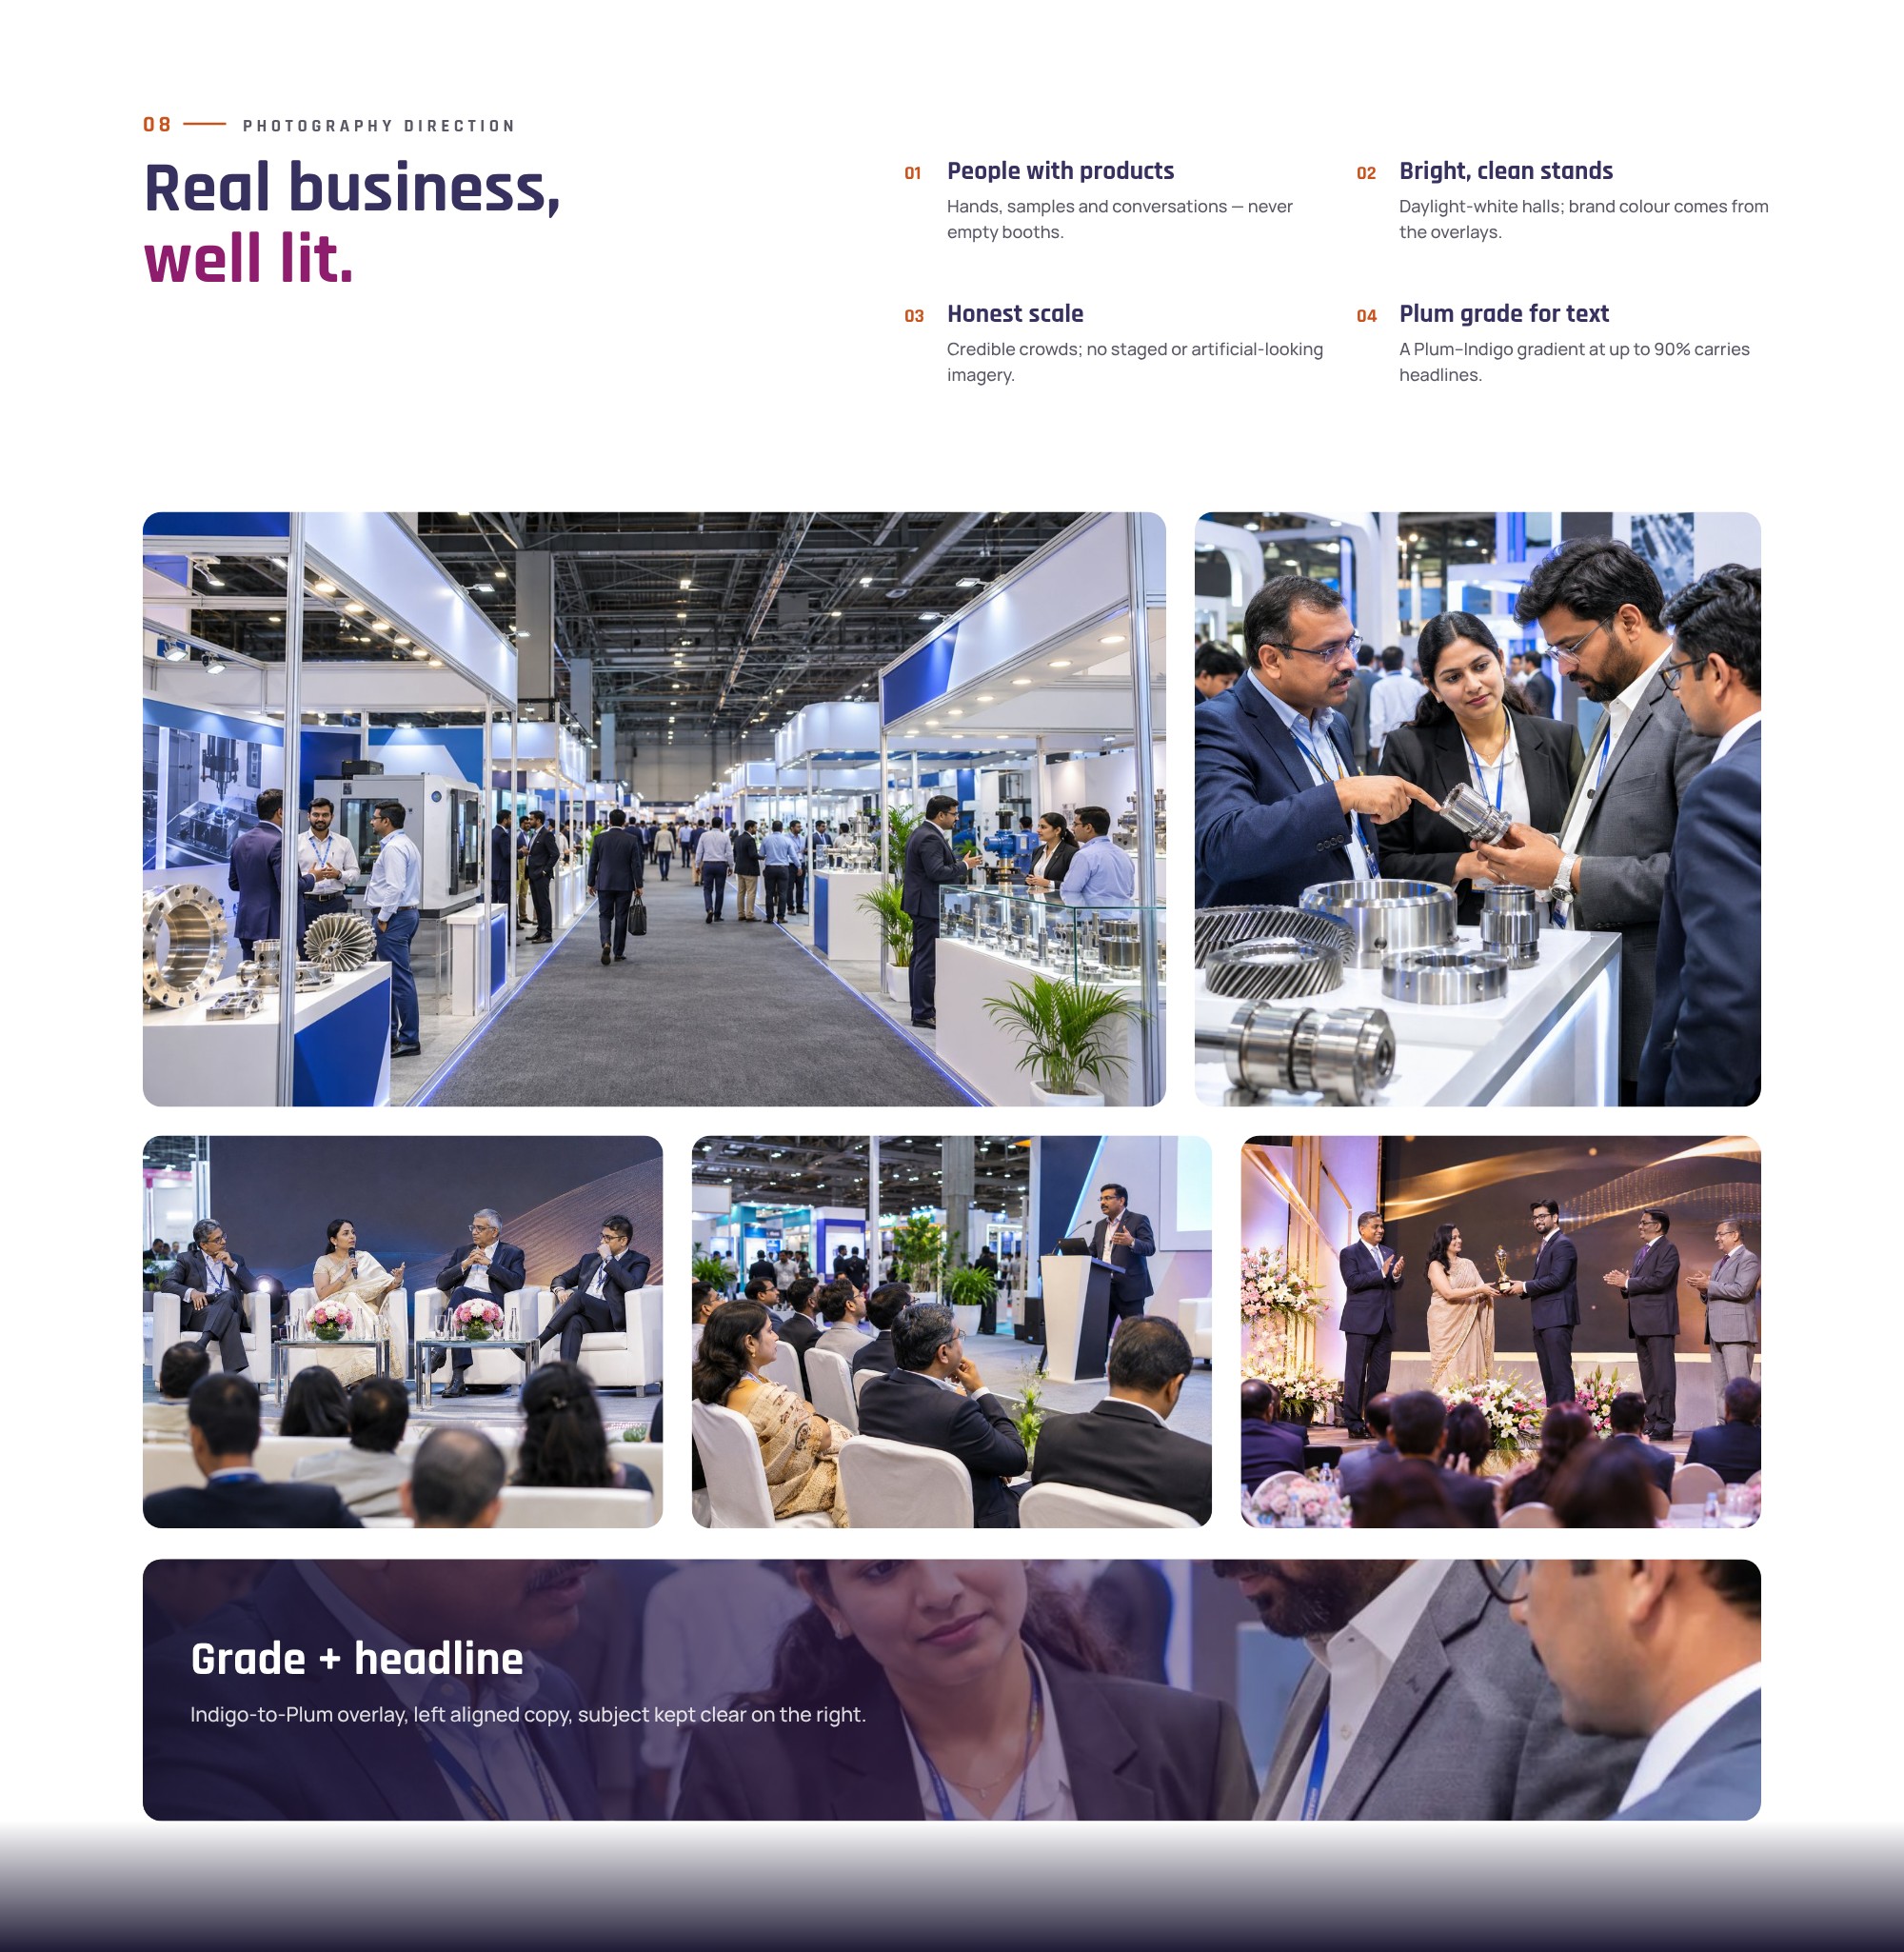 08 PHOTOGRAPHY DIRECTION
Real business,
well lit.
01 People with products
Hands, samples and conversations — never
empty booths.
02 Bright, clean stands
Daylight-white halls; brand colour comes from
the overlays.
03 Honest scale
Credible crowds; no staged or artificial-looking
imagery.
04 Plum grade for text
A Plum–Indigo gradient at up to 90% carries
headlines.
Grade + headline
Indigo-to-Plum overlay, left aligned copy, subject kept clear on the right.